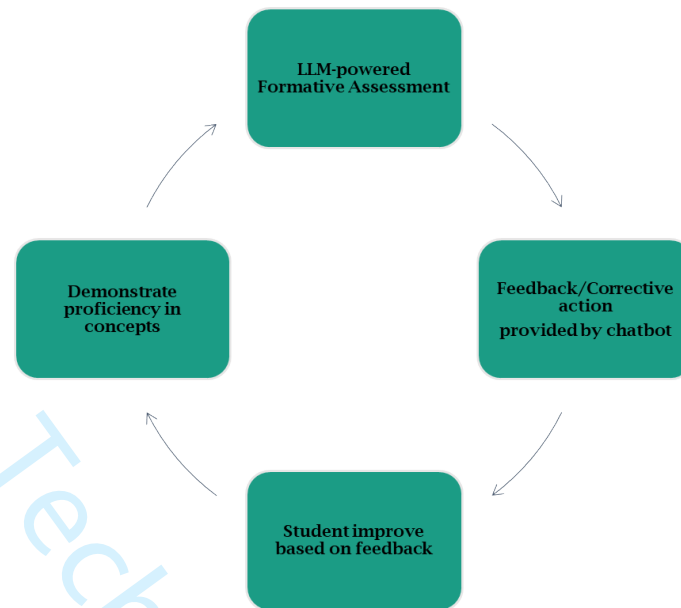 LLM-powered
Formative Assessment
Demonstrate
proficiency in
concepts
Feedback/Corrective
action
provided by chatbot
Student improve
based on feedback
Tech